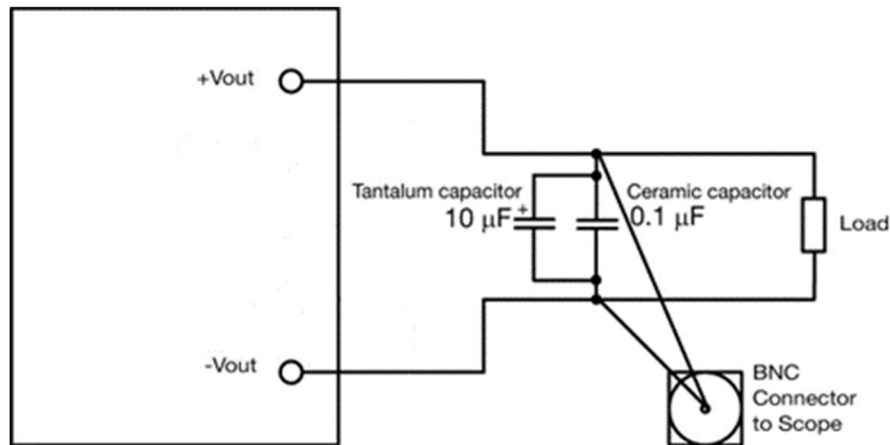 +Vout
Tantalum capacitor
10 μF
+
Ceramic capacitor
0.1 μF
Load
-Vout
BNC
Connector
to Scope